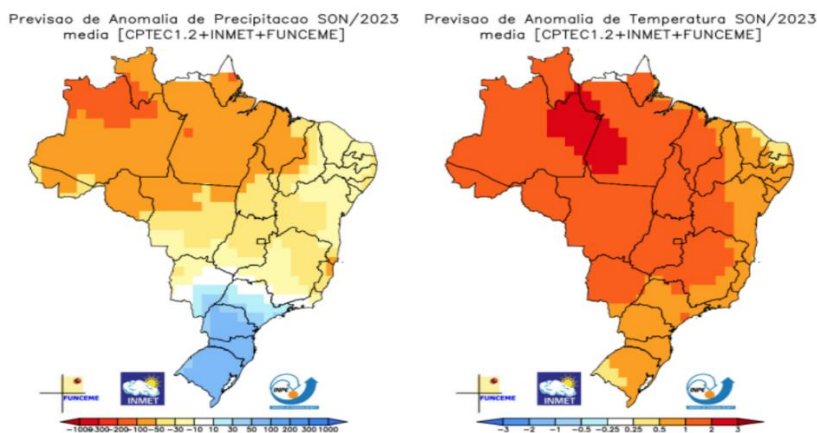 Previsao de Anomalia de Precipitacao SON/2023
media [CPTEC1.2+INMET+FUNCEME]
FUNCEME
INMET
INPE
-1000-300-200-100-50 -30 -10 10 30 50 100 200 300 1000
Previsao de Anomalia de Temperatura SON/2023
media [CPTEC1.2+INMET+FUNCEME]
FUNCEME
INMET
INPE
-3 -2 -1 -0.5 -0.25 0.25 0.5 1 2 3